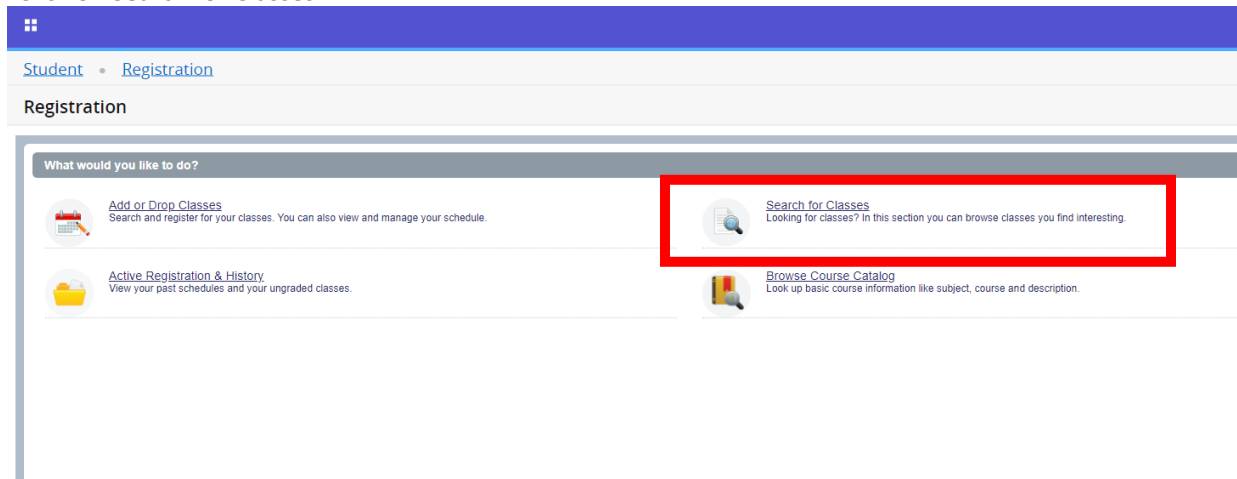 Student • Registration
Registration
What would you like to do?
Add or Drop Classes
Search and register for your classes. You can also view and manage your schedule.
Search for Classes
Looking for classes? In this section you can browse classes you find interesting.
Active Registration & History
View your past schedules and your ungraded classes.
Browse Course Catalog
Look up basic course information like subject, course and description.